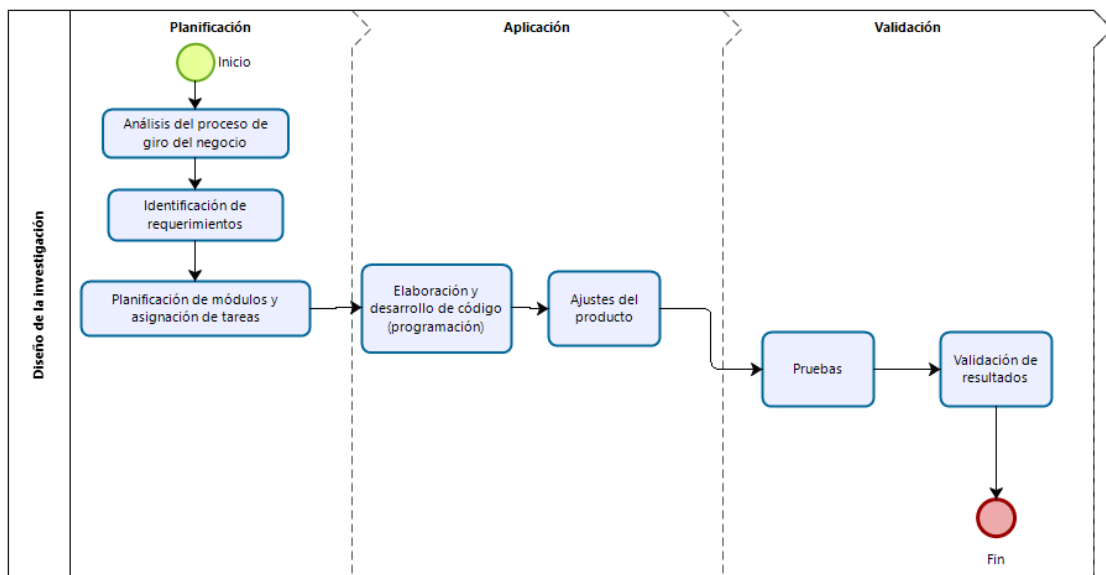 Planificación
Aplicación
Validación
Diseño de la investigación
Inicio
Análisis del proceso de
giro del negocio
Identificación de
requerimientos
Planificación de módulos y
asignación de tareas
Elaboración y
desarrollo de código
(programación)
Ajustes del
producto
Pruebas
Validación de
resultados
Fin